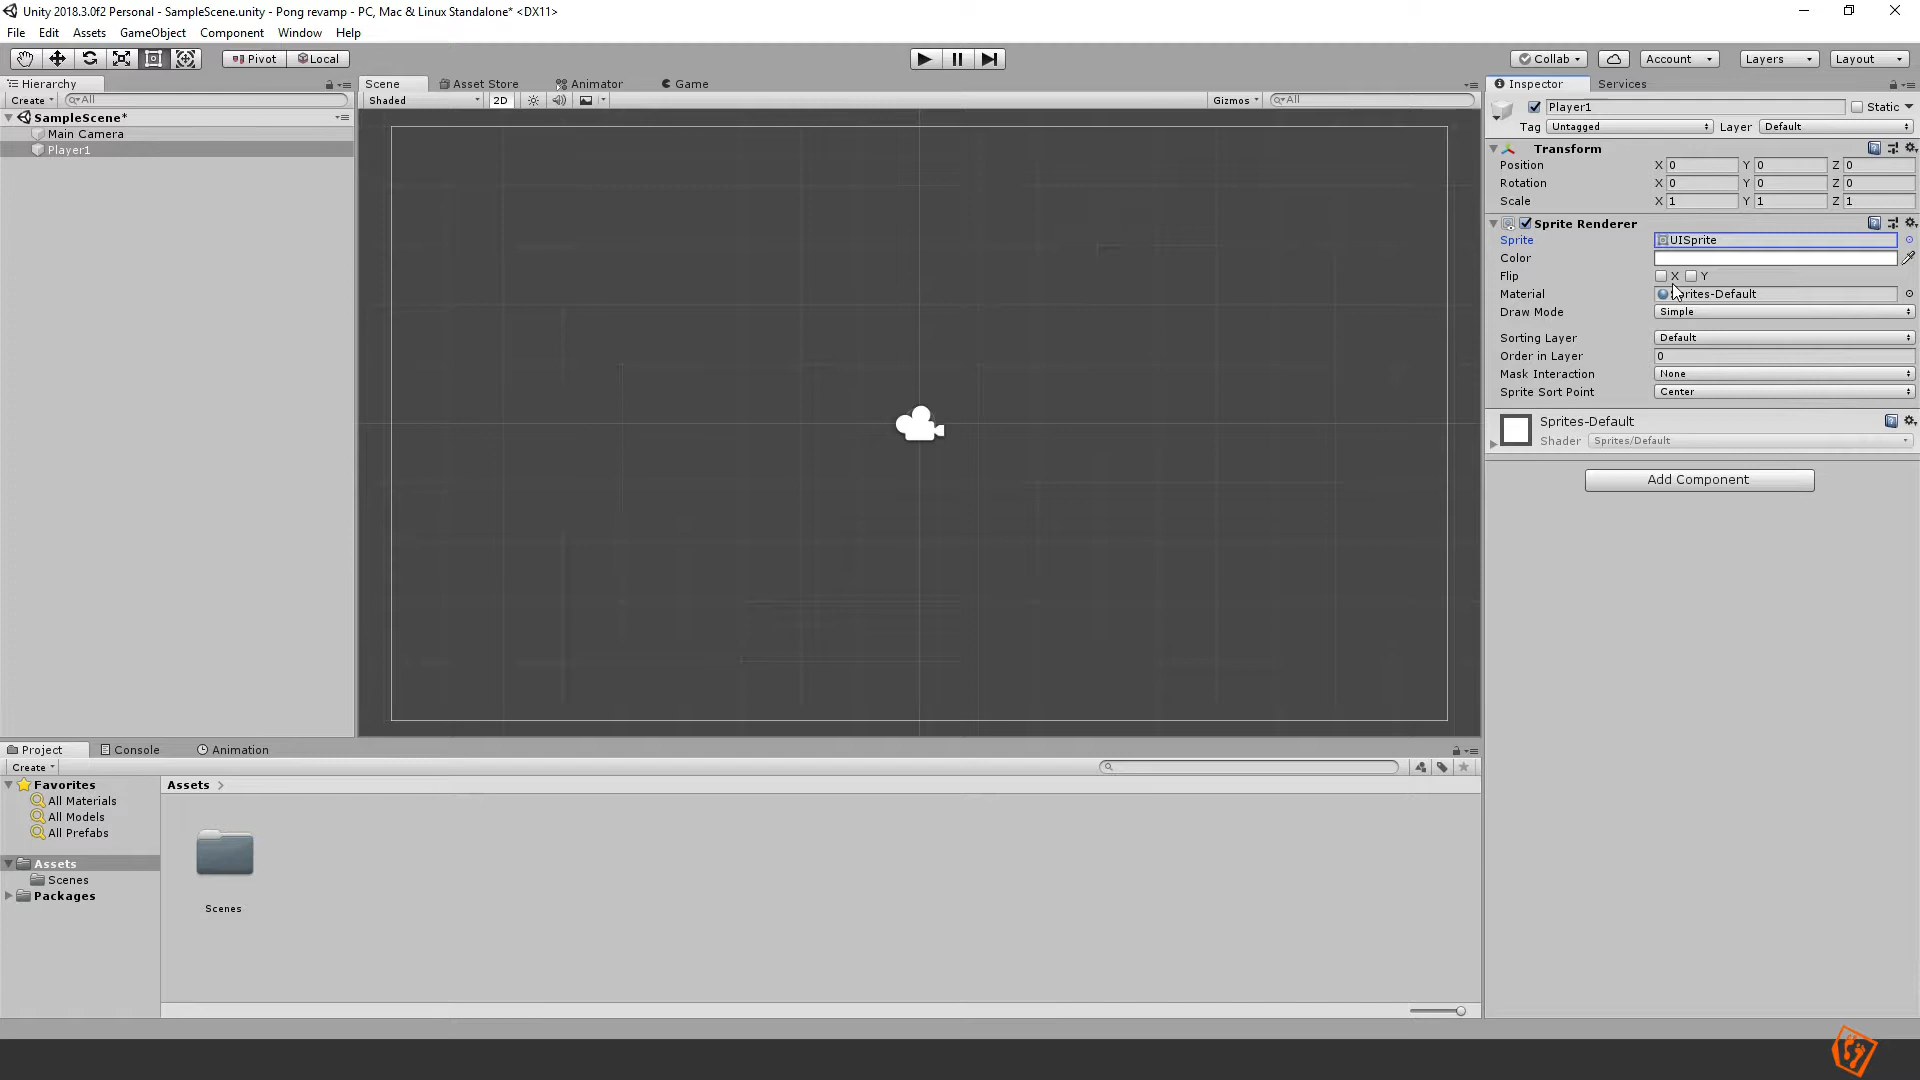 Unity 2018.3.0f2 Personal - SampleScene.unity - Pong revamp - PC, Mac & Linux Standalone* <DX11>
File Edit Assets GameObject Component Window Help
Pivot Local Collab Account Layers Layout
Hierarchy Scene Asset Store Animator Game Inspector Services
Create All Shaded 2D Gizmos All Player1 Static
SampleScene* Tag Untagged Layer Default
Main Camera
Player1 Transform
Position X 0 Y 0 Z 0
Rotation X 0 Y 0 Z 0
Scale X 1 Y 1 Z 1
Sprite Renderer
Sprite UISprite
Color
Flip X Y
Material rites-Default
Draw Mode Simple
Sorting Layer Default
Order in Layer 0
Mask Interaction None
Sprite Sort Point Center
Sprites-Default
Shader Sprites/Default
Add Component
Project Console Animation
Create
Favorites Assets
All Materials
All Models
All Prefabs
Assets
Scenes
Packages
Scenes